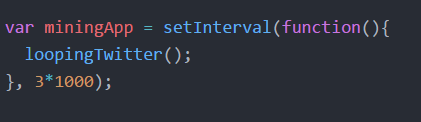 var miningApp = setInterval(function(){
  loopingTwitter();
}, 3*1000);